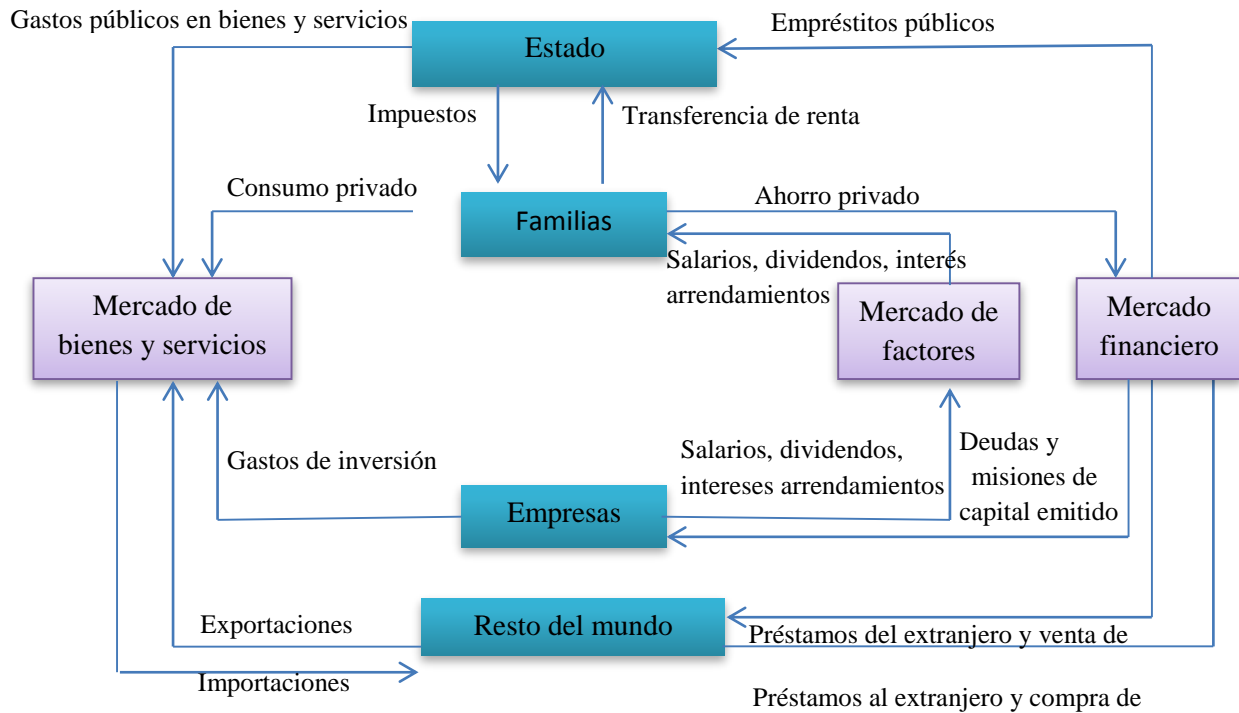 Gastos públicos en bienes y servicios
Empréstitos públicos
Estado
Impuestos
Transferencia de renta
Consumo privado
Ahorro privado
Familias
Salarios, dividendos, interés
arrendamientos
Mercado de
bienes y servicios
Mercado de
factores
Mercado
financiero
Gastos de inversión
Salarios, dividendos,
intereses arrendamientos
Deudas y
misiones de
capital emitido
Empresas
Exportaciones
Resto del mundo
Préstamos del extranjero y venta de
Importaciones
Préstamos al extranjero y compra de